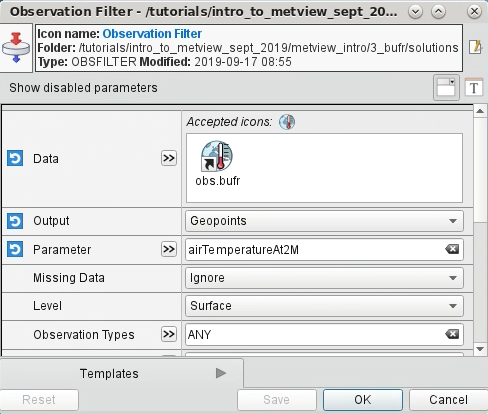 Observation Filter - /tutorials/intro_to_metview_sept_20...
Icon name: Observation Filter
Folder: /tutorials/intro_to_metview_sept_2019/metview_intro/3_bufr/solutions
Type: OBSFILTER Modified: 2019-09-17 08:55
Show disabled parameters
T
Accepted icons:
Data
obs.bufr
Output Geopoints
Parameter airTemperatureAt2M
Missing Data Ignore
Level Surface
Observation Types ANY
Templates
Reset Save OK Cancel